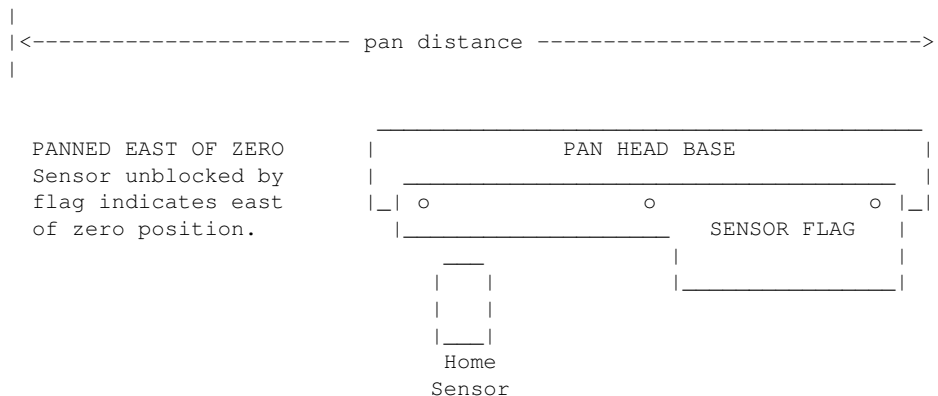 pan distance
PANNED EAST OF ZERO
Sensor unblocked by
flag indicates east
of zero position.
PAN HEAD BASE
SENSOR FLAG
Home
Sensor